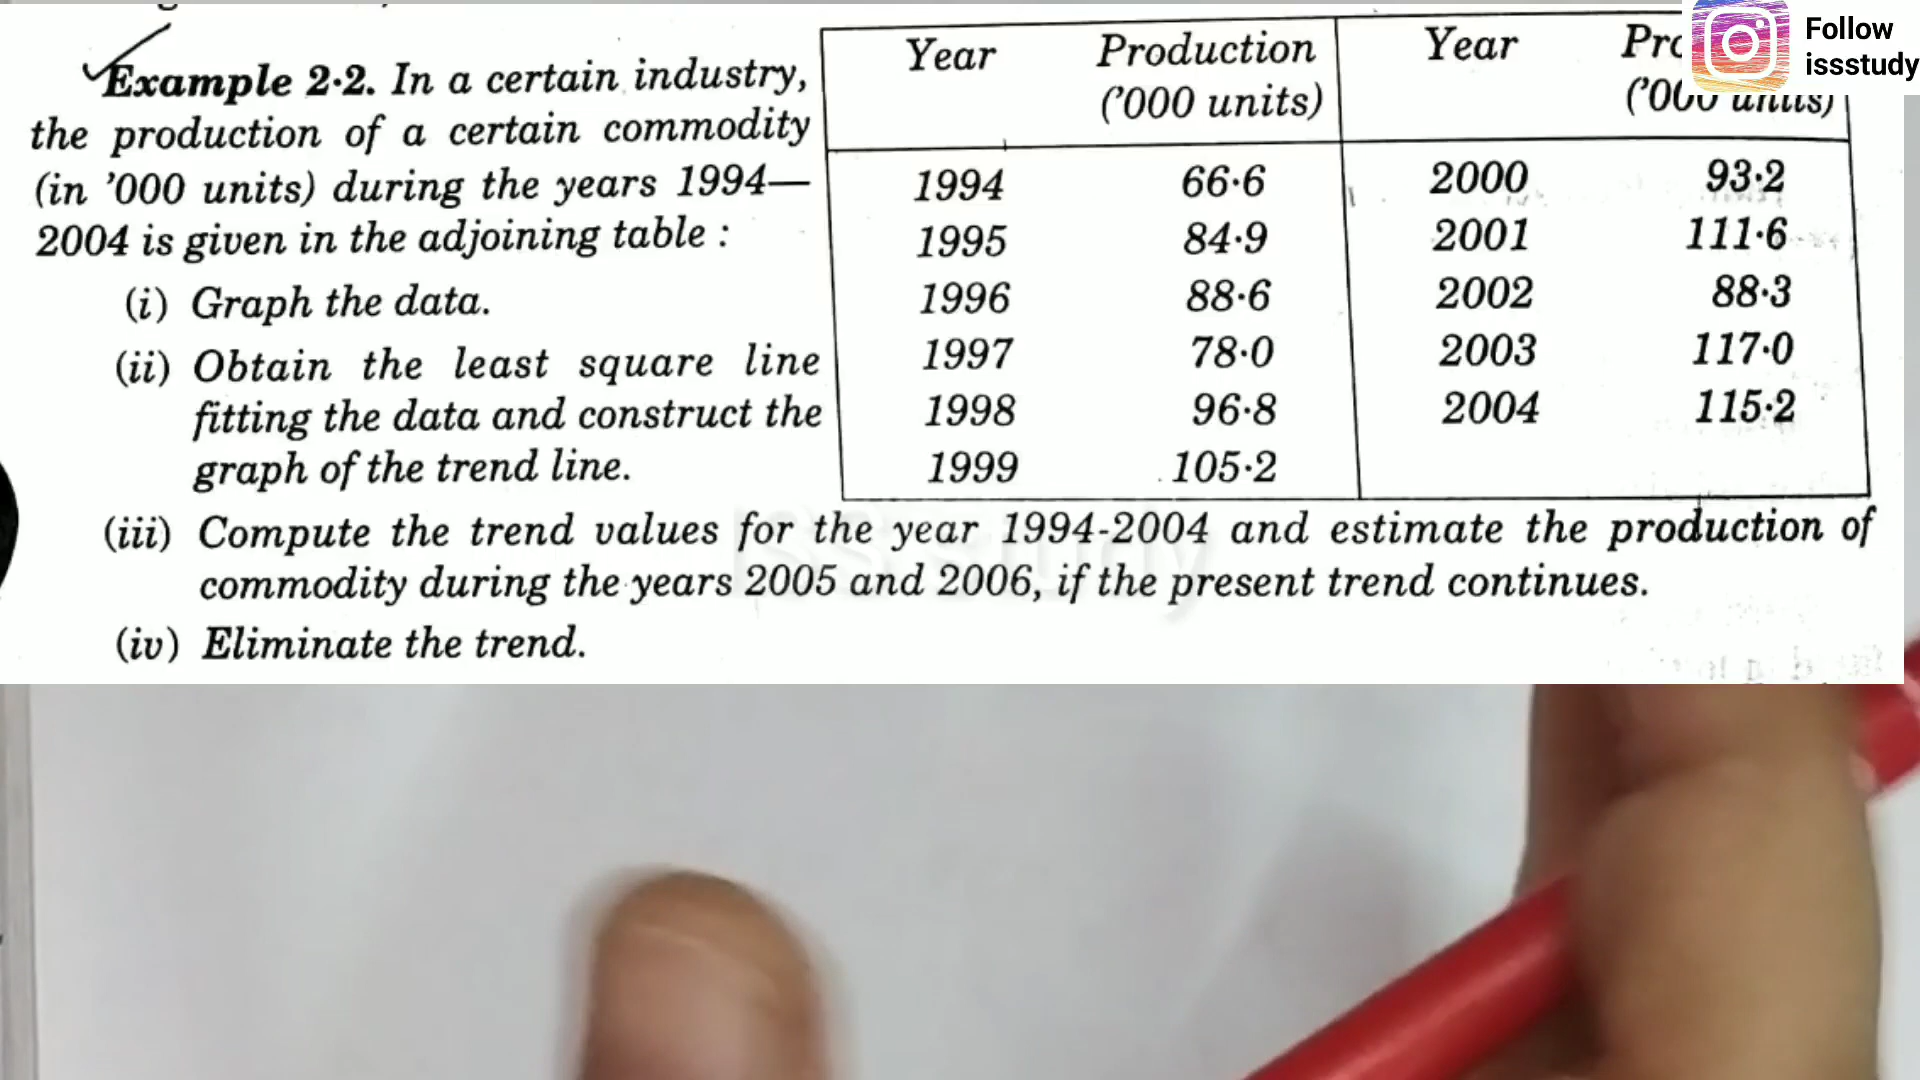 Example 2·2. In a certain industry,
the production of a certain commodity
(in ’000 units) during the years 1994—
2004 is given in the adjoining table :
(i) Graph the data.
(ii) Obtain the least square line
fitting the data and construct the
graph of the trend line.
Year Production Year
(’000 units) (’000 units)
1994 66·6 2000 93·2
1995 84·9 2001 111·6
1996 88·6 2002 88·3
1997 78·0 2003 117·0
1998 96·8 2004 115·2
1999 105·2
(iii) Compute the trend values for the year 1994-2004 and estimate the production of
commodity during the years 2005 and 2006, if the present trend continues.
(iv) Eliminate the trend.
Follow
issstudy